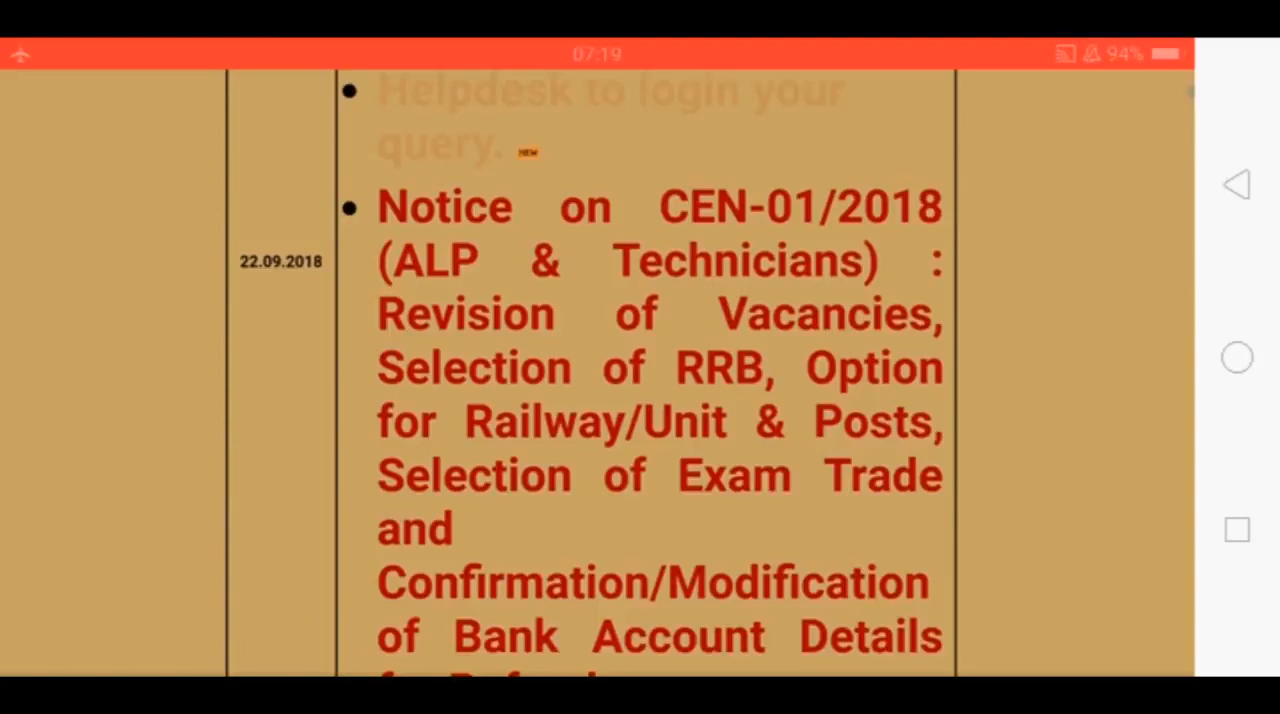 07:19
94%
Helpdesk to login your
query. NEW
22.09.2018
Notice on CEN-01/2018
(ALP & Technicians) :
Revision of Vacancies,
Selection of RRB, Option
for Railway/Unit & Posts,
Selection of Exam Trade
and
Confirmation/Modification
of Bank Account Details